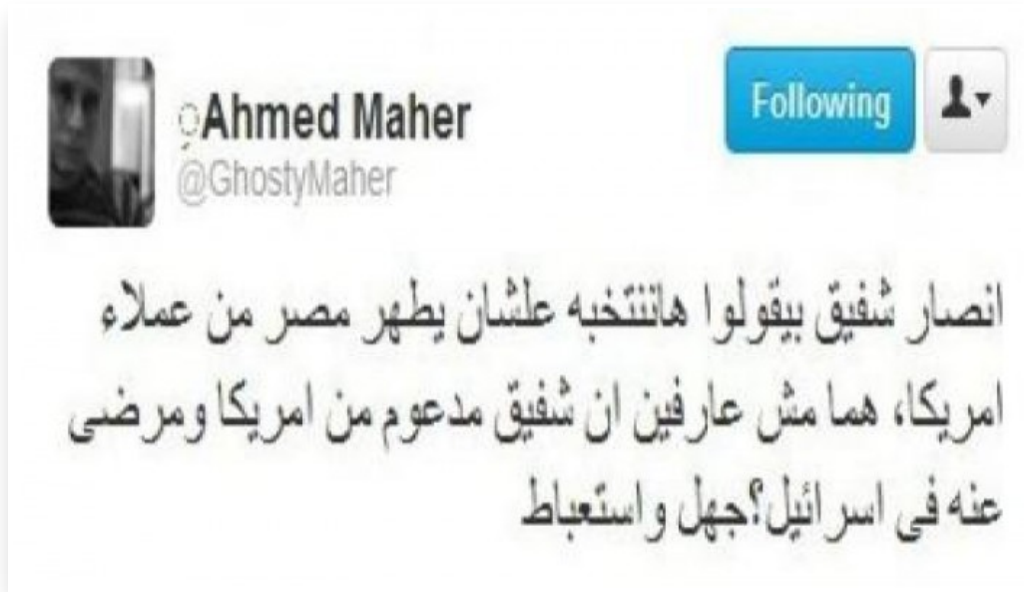 Ahmed Maher
Following
@GhostyMaher
انصار شفيق بيقولوا هاننتخبه علشان يطهر مصر من عملاء
امريكا، هما مش عارفين ان شفيق مدعوم من امريكا ومرضى
عنه فى اسرائيل؟جهل واستعباط